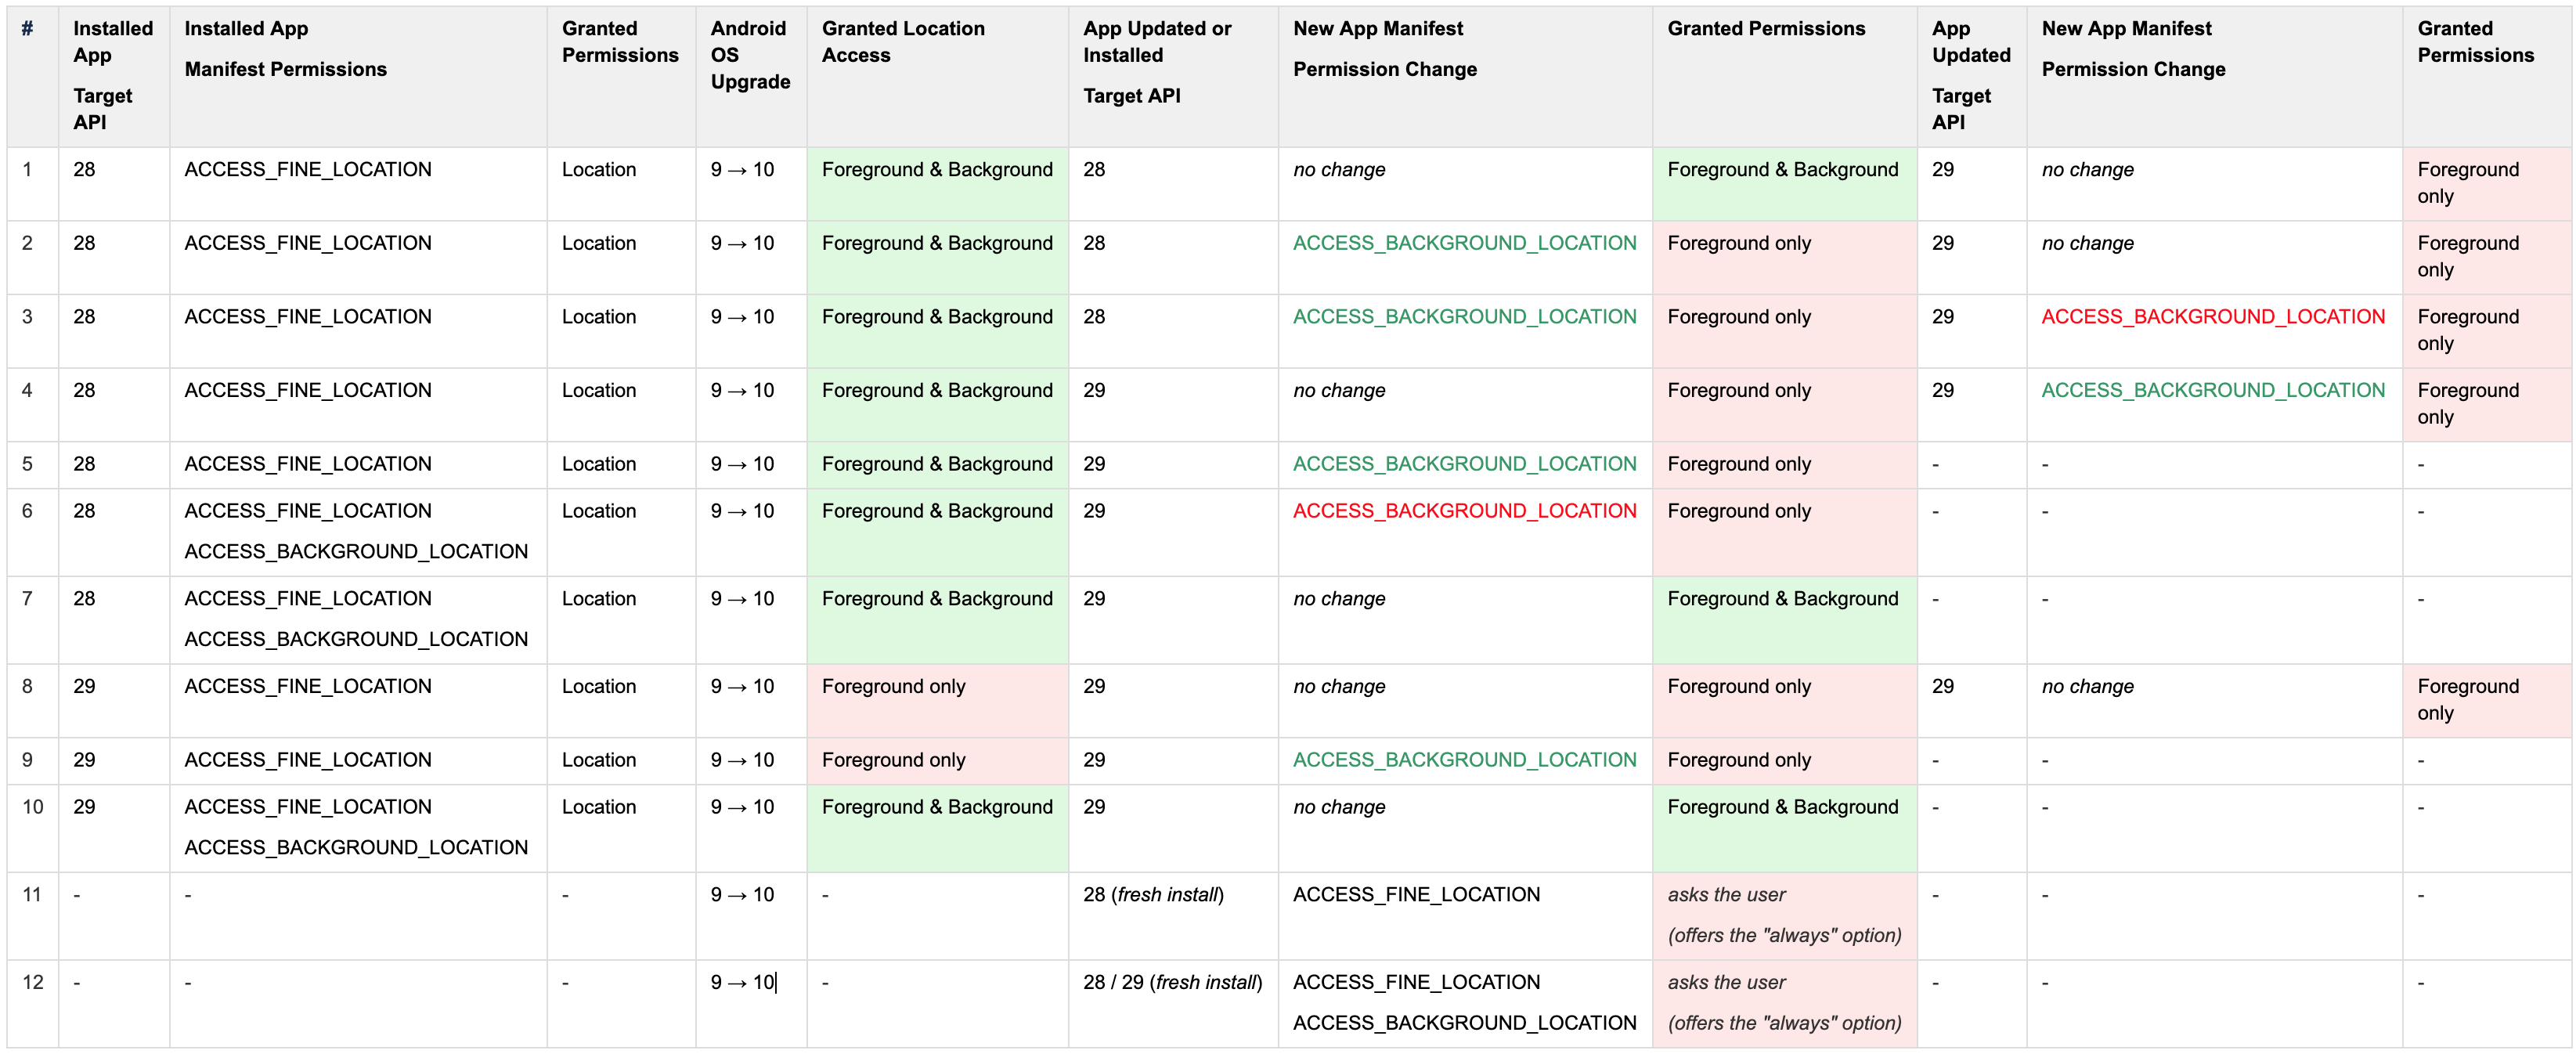 #
Installed App
Target API
Installed App
Manifest Permissions
Granted Permissions
Android OS Upgrade
Granted Location Access
App Updated or Installed
Target API
New App Manifest
Permission Change
Granted Permissions
App Updated
Target API
New App Manifest
Permission Change
Granted Permissions
1 28 ACCESS_FINE_LOCATION Location 9 → 10 Foreground & Background 28 no change Foreground & Background 29 no change Foreground only
2 28 ACCESS_FINE_LOCATION Location 9 → 10 Foreground & Background 28 ACCESS_BACKGROUND_LOCATION Foreground only 29 no change Foreground only
3 28 ACCESS_FINE_LOCATION Location 9 → 10 Foreground & Background 28 ACCESS_BACKGROUND_LOCATION Foreground only 29 ACCESS_BACKGROUND_LOCATION Foreground only
4 28 ACCESS_FINE_LOCATION Location 9 → 10 Foreground & Background 29 no change Foreground only 29 ACCESS_BACKGROUND_LOCATION Foreground only
5 28 ACCESS_FINE_LOCATION Location 9 → 10 Foreground & Background 29 ACCESS_BACKGROUND_LOCATION Foreground only - - -
6 28 ACCESS_FINE_LOCATION Location 9 → 10 Foreground & Background 29 ACCESS_BACKGROUND_LOCATION Foreground only - - -
ACCESS_BACKGROUND_LOCATION
7 28 ACCESS_FINE_LOCATION Location 9 → 10 Foreground & Background 29 no change Foreground & Background - - -
ACCESS_BACKGROUND_LOCATION
8 29 ACCESS_FINE_LOCATION Location 9 → 10 Foreground only 29 no change Foreground only 29 no change Foreground only
9 29 ACCESS_FINE_LOCATION Location 9 → 10 Foreground only 29 ACCESS_BACKGROUND_LOCATION Foreground only - - -
10 29 ACCESS_FINE_LOCATION Location 9 → 10 Foreground & Background 29 no change Foreground & Background - - -
ACCESS_BACKGROUND_LOCATION
11 - - - 9 → 10 - 28 (fresh install) ACCESS_FINE_LOCATION asks the user - - -
(offers the "always" option)
12 - - - 9 → 10 - 28 / 29 (fresh install) ACCESS_FINE_LOCATION asks the user - - -
ACCESS_BACKGROUND_LOCATION (offers the "always" option)